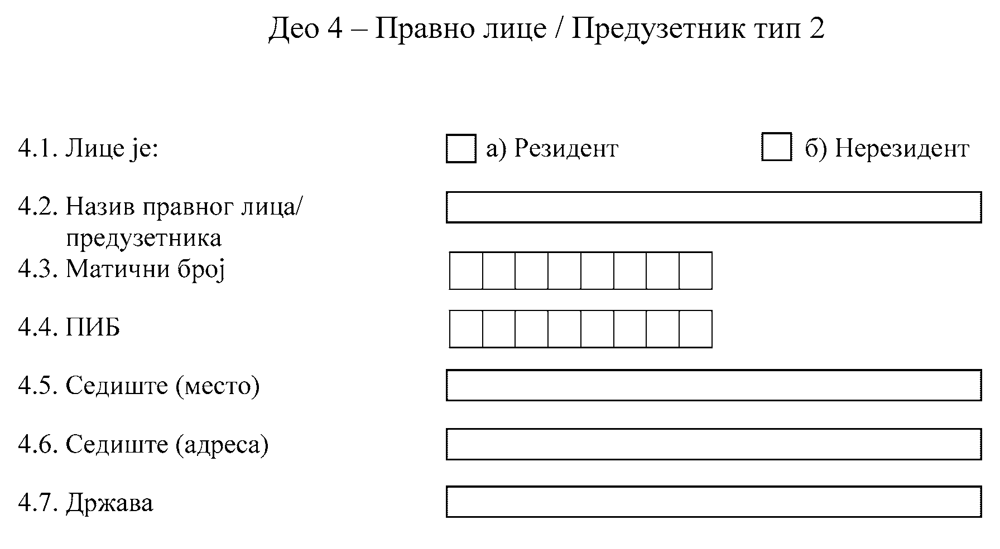 Део 4 – Правно лице / Предузетник тип 2
4.1. Лице је: а) Резидент б) Нерезидент
4.2. Назив правног лица/
предузетника
4.3. Матични број
4.4. ПИБ
4.5. Седиште (место)
4.6. Седиште (адреса)
4.7. Држава